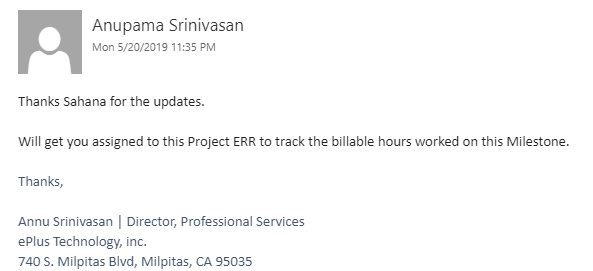 Anupama Srinivasan
Mon 5/20/2019 11:35 PM
Thanks Sahana for the updates.
Will get you assigned to this Project ERR to track the billable hours worked on this Milestone.
Thanks,
Annu Srinivasan | Director, Professional Services
ePlus Technology, inc.
740 S. Milpitas Blvd, Milpitas, CA 95035